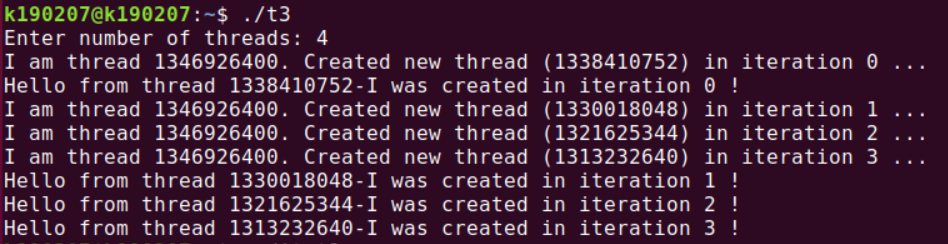 k190207@k190207:~$ ./t3
Enter number of threads: 4
I am thread 1346926400. Created new thread (1338410752) in iteration 0 ...
Hello from thread 1338410752-I was created in iteration 0 !
I am thread 1346926400. Created new thread (1330018048) in iteration 1 ...
I am thread 1346926400. Created new thread (1321625344) in iteration 2 ...
I am thread 1346926400. Created new thread (1313232640) in iteration 3 ...
Hello from thread 1330018048-I was created in iteration 1 !
Hello from thread 1321625344-I was created in iteration 2 !
Hello from thread 1313232640-I was created in iteration 3 !